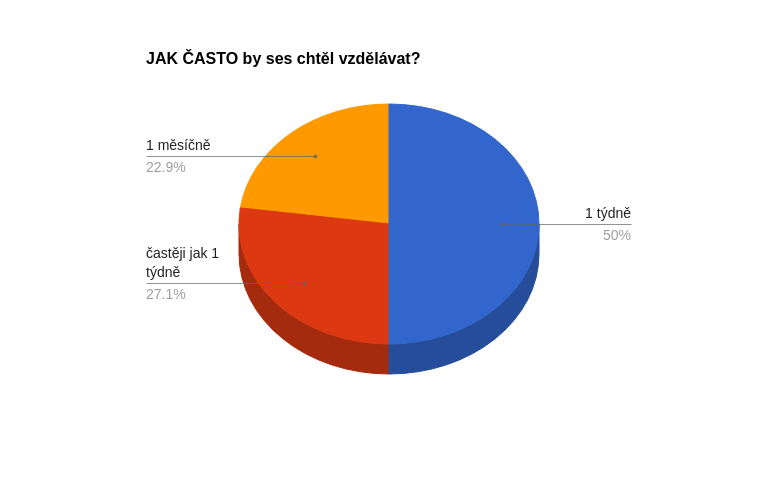 JAK ČASTO by ses chtěl vzdělávat?
1 měsíčně
22.9%
1 týdně
50%
častěji jak 1
týdně
27.1%